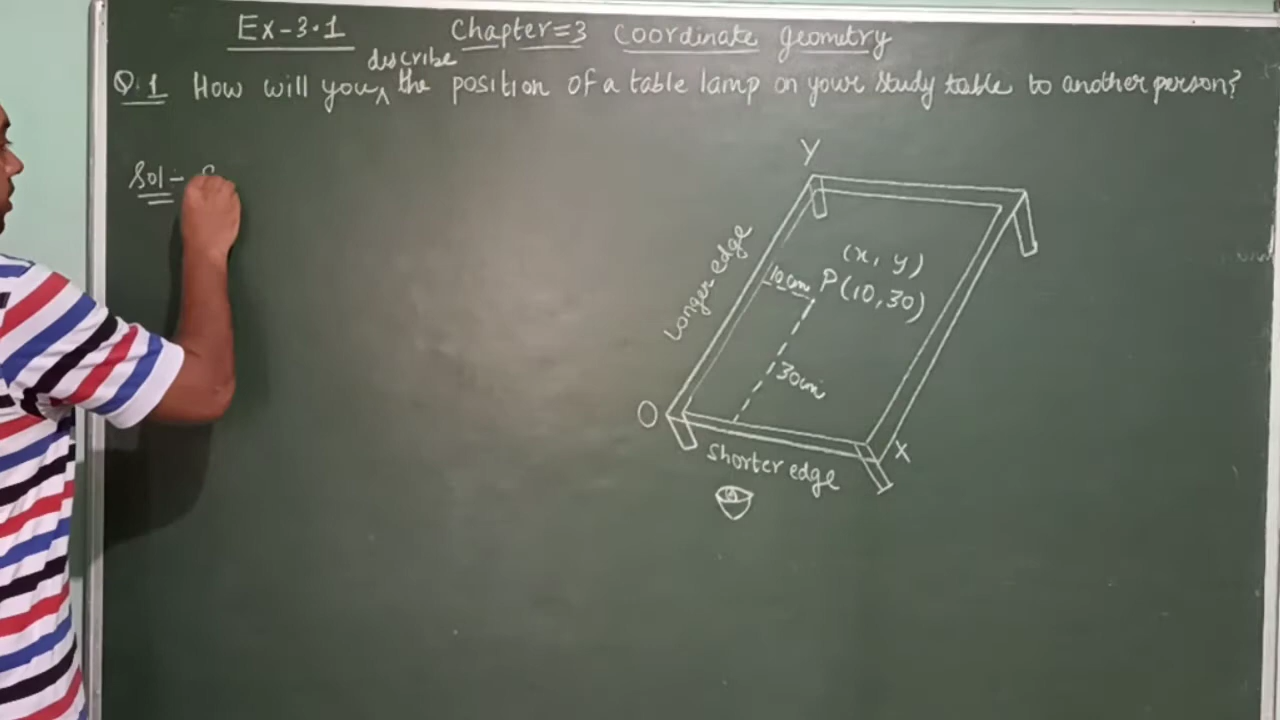 Ex-3.1 Chapter=3 Coordinate geometry
describe
Q.1 How will you ^ the position of a table lamp on your study table to another person?
Sol:-
Y
Longer edge
(x, y)
10cm P(10,30)
30cm
O
X
Shorter edge